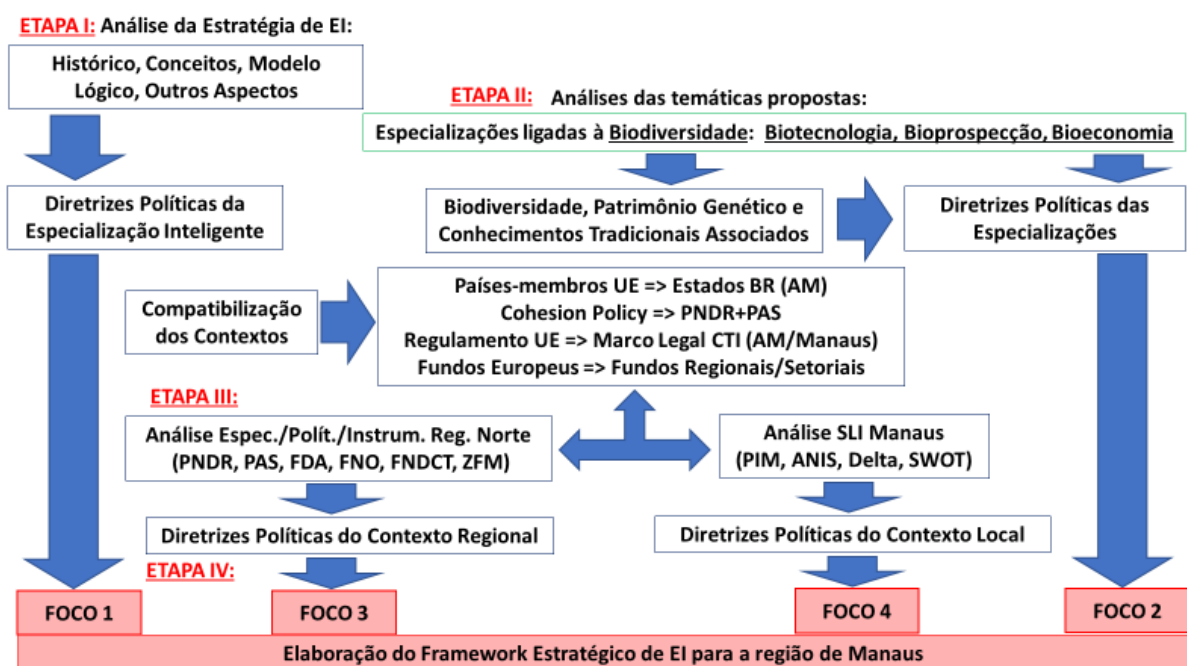 ETAPA I: Análise da Estratégia de EI:
Histórico, Conceitos, Modelo
Lógico, Outros Aspectos
ETAPA II: Análises das temáticas propostas:
Especializações ligadas à Biodiversidade: Biotecnologia, Bioprospecção, Bioeconomia
Diretrizes Políticas da
Especialização Inteligente
Biodiversidade, Patrimônio Genético e
Conhecimentos Tradicionais Associados
Diretrizes Políticas das
Especializações
Compatibilização
dos Contextos
Países-membros UE => Estados BR (AM)
Cohesion Policy => PNDR+PAS
Regulamento UE => Marco Legal CTI (AM/Manaus)
Fundos Europeus => Fundos Regionais/Setoriais
ETAPA III:
Análise Espec./Polít./Instrum. Reg. Norte
(PNDR, PAS, FDA, FNO, FNDCT, ZFM)
Análise SLI Manaus
(PIM, ANIS, Delta, SWOT)
Diretrizes Políticas do Contexto Regional
Diretrizes Políticas do Contexto Local
ETAPA IV:
FOCO 1
FOCO 3
FOCO 4
FOCO 2
Elaboração do Framework Estratégico de EI para a região de Manaus